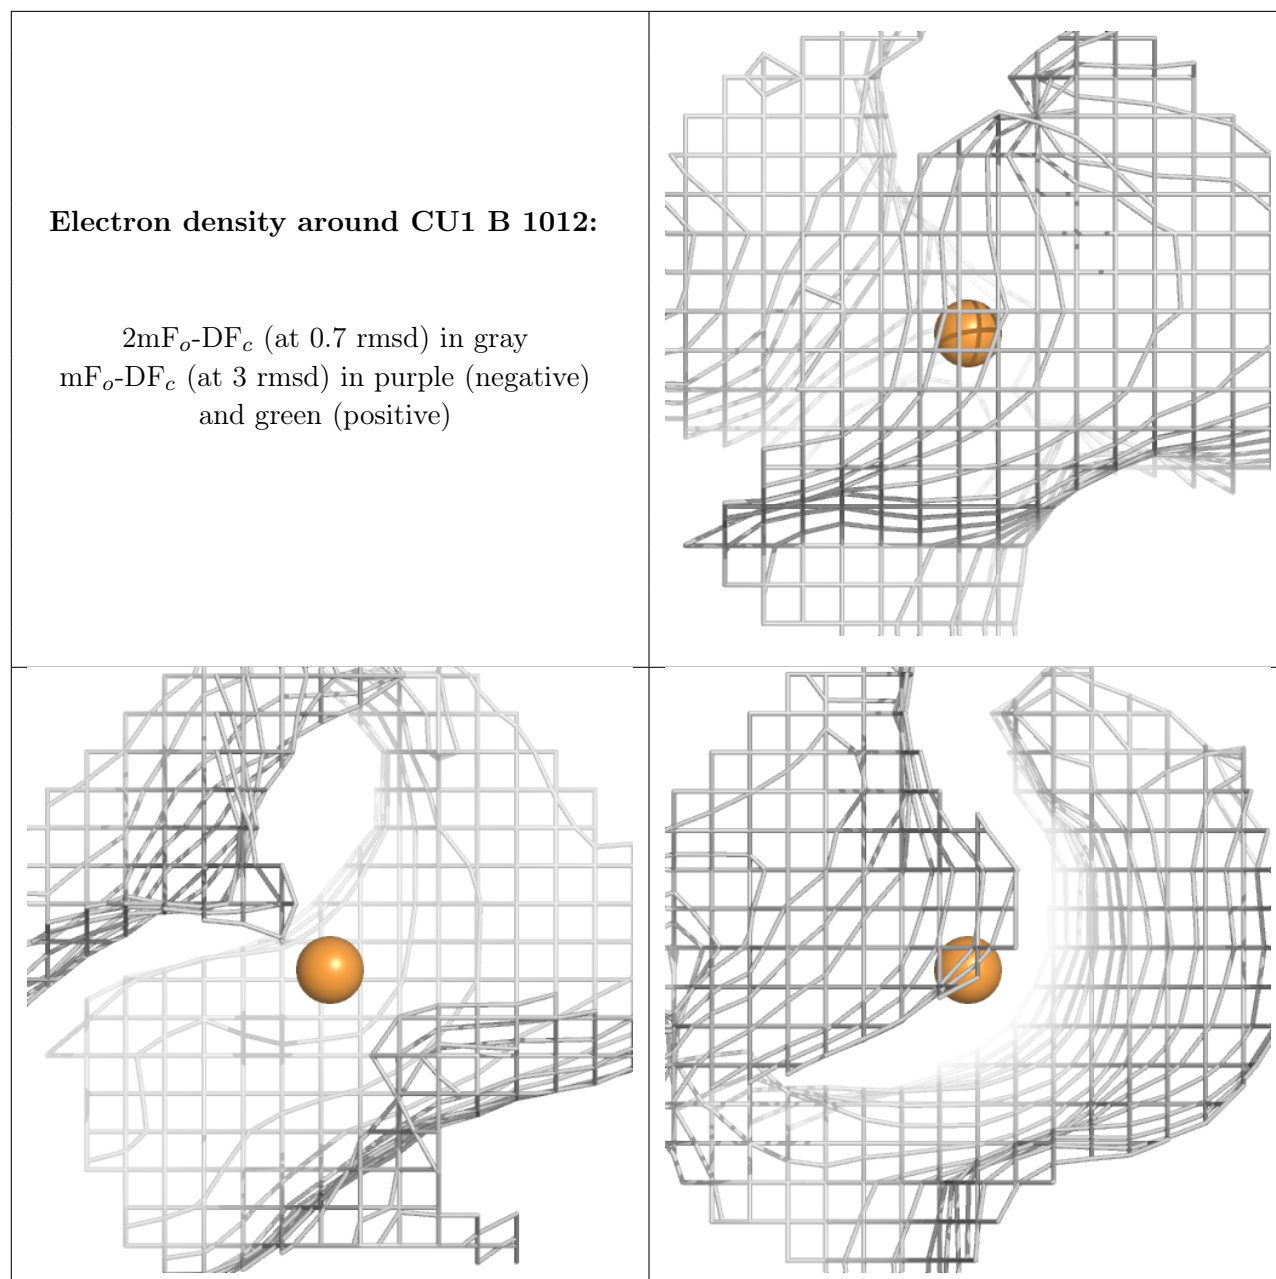 Electron density around CU1 B 1012:
2mFo-DFc (at 0.7 rmsd) in gray
mFo-DFc (at 3 rmsd) in purple (negative)
and green (positive)